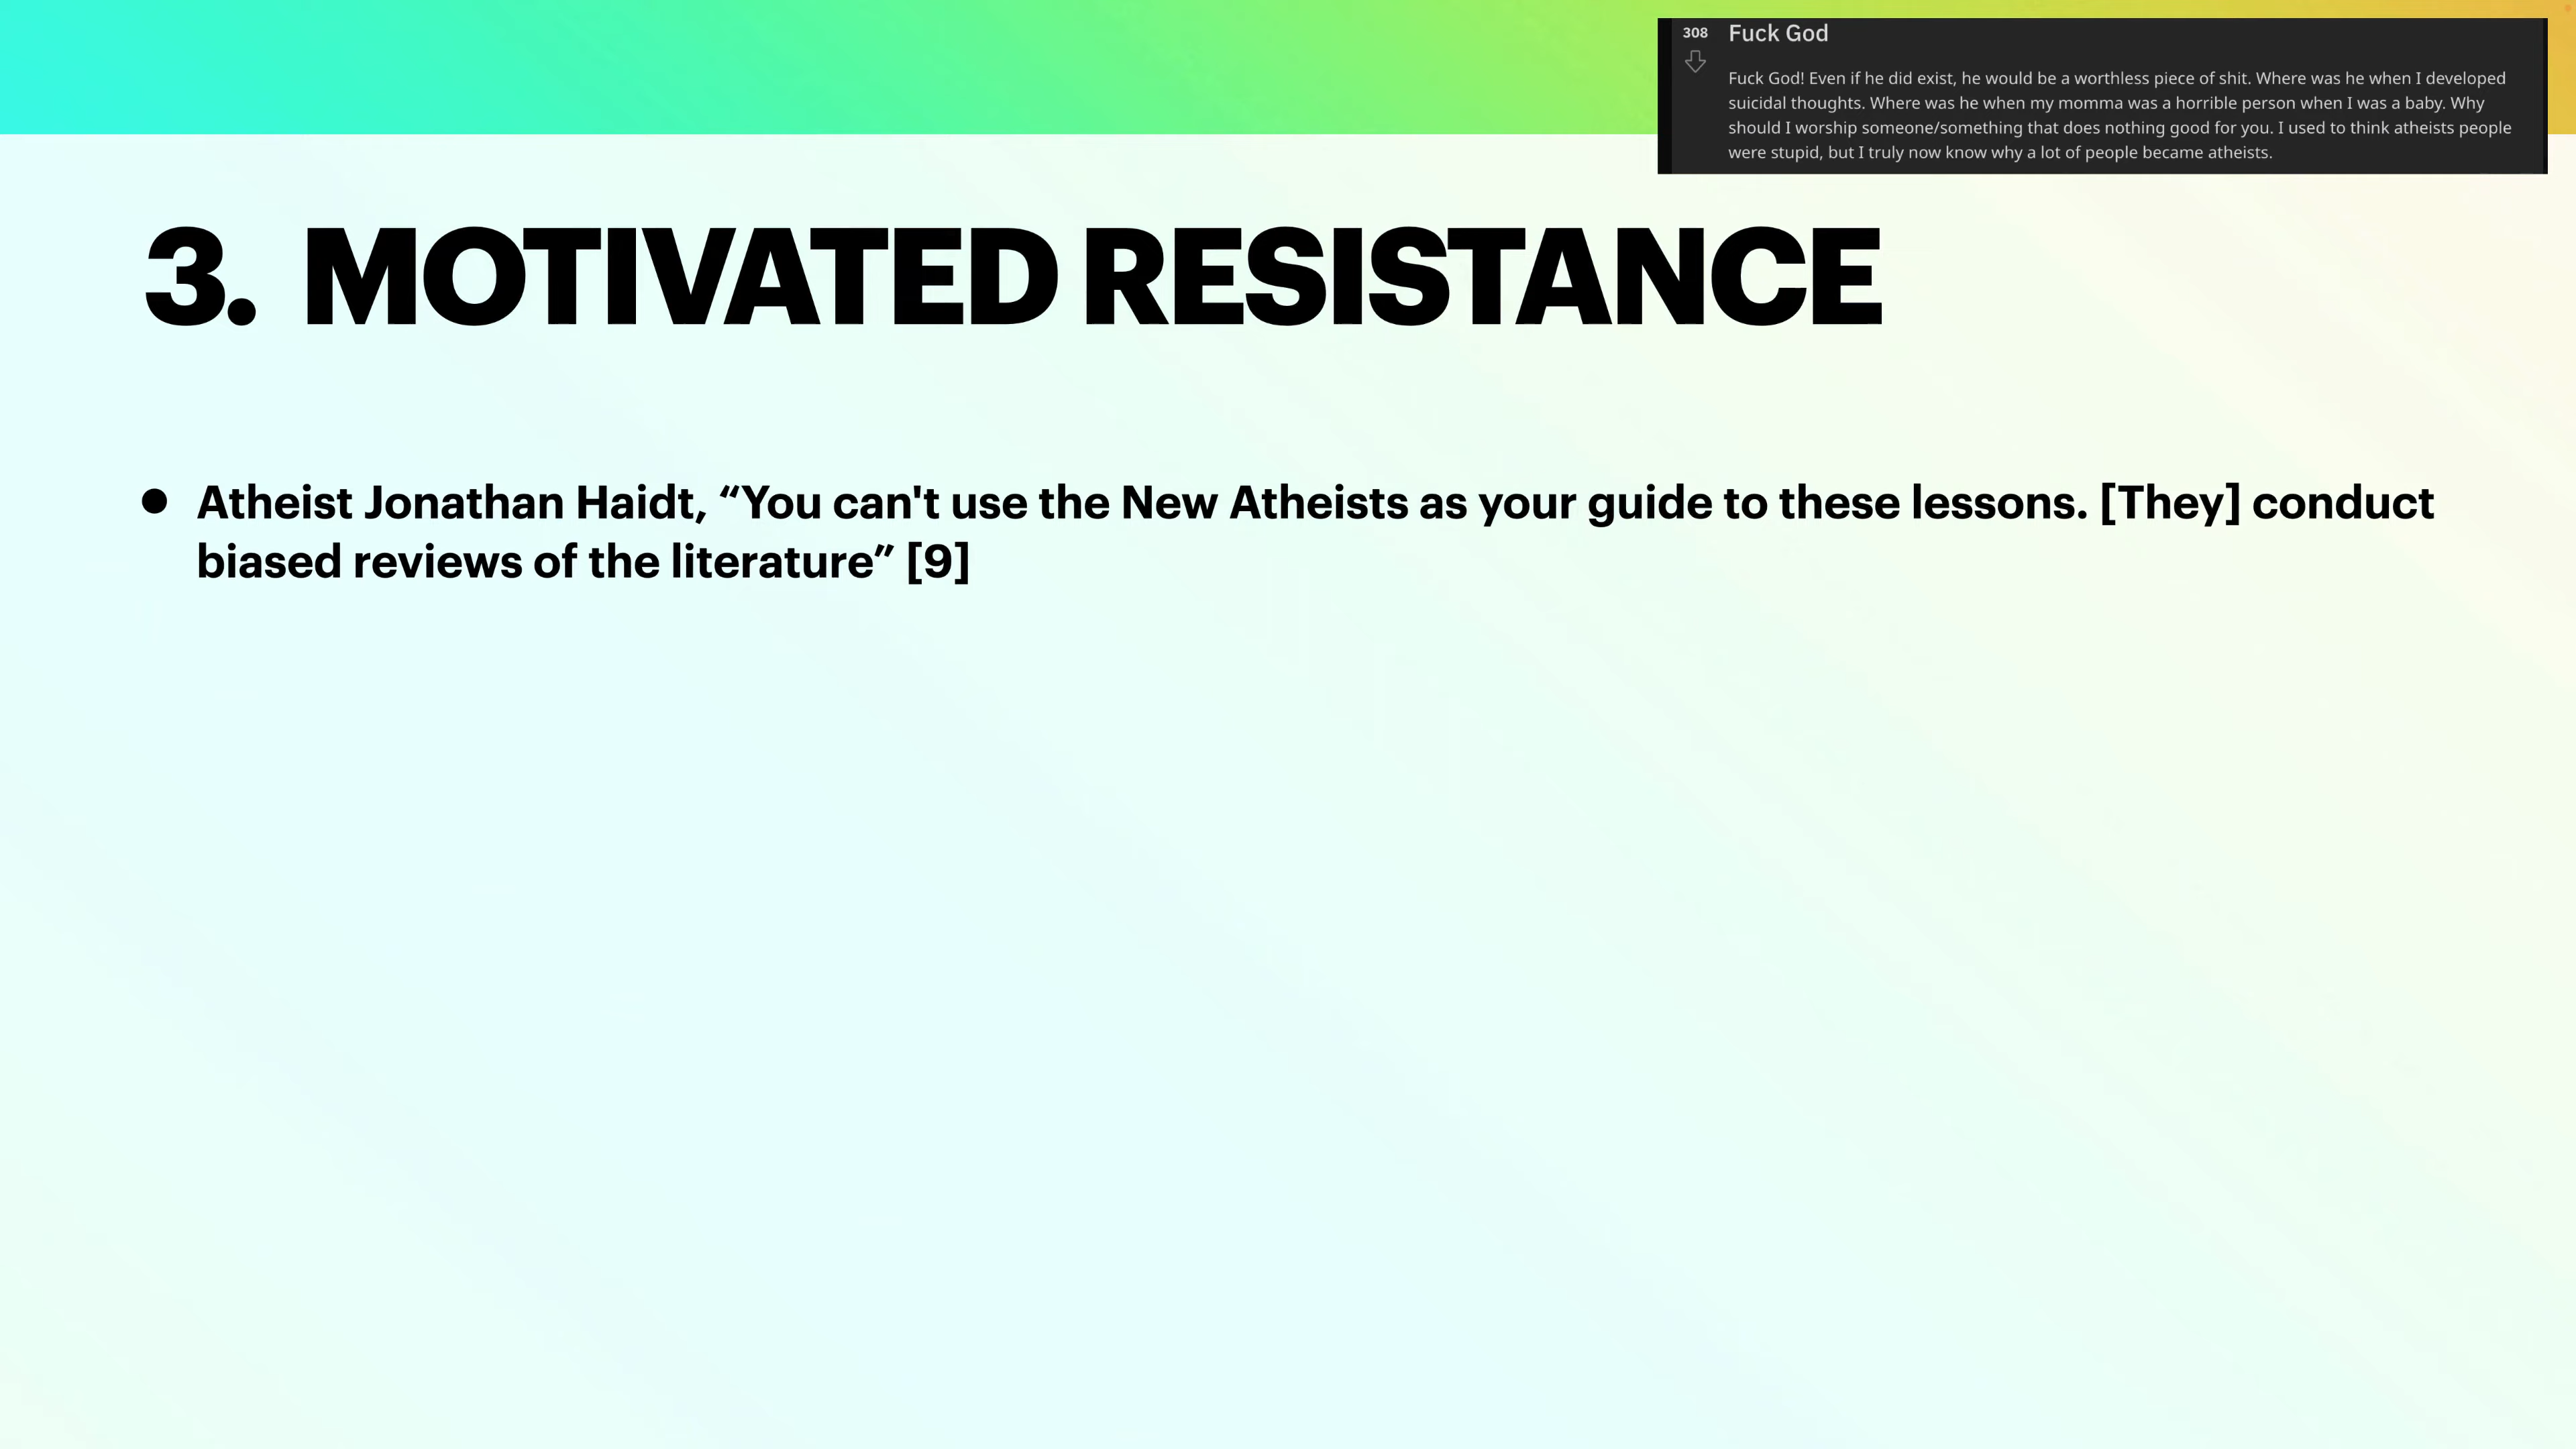 308 Fuck God
Fuck God! Even if he did exist, he would be a worthless piece of shit. Where was he when I developed
suicidal thoughts. Where was he when my momma was a horrible person when I was a baby. Why
should I worship someone/something that does nothing good for you. I used to think atheists people
were stupid, but I truly now know why a lot of people became atheists.
3. MOTIVATED RESISTANCE
● Atheist Jonathan Haidt, “You can't use the New Atheists as your guide to these lessons. [They] conduct
biased reviews of the literature” [9]